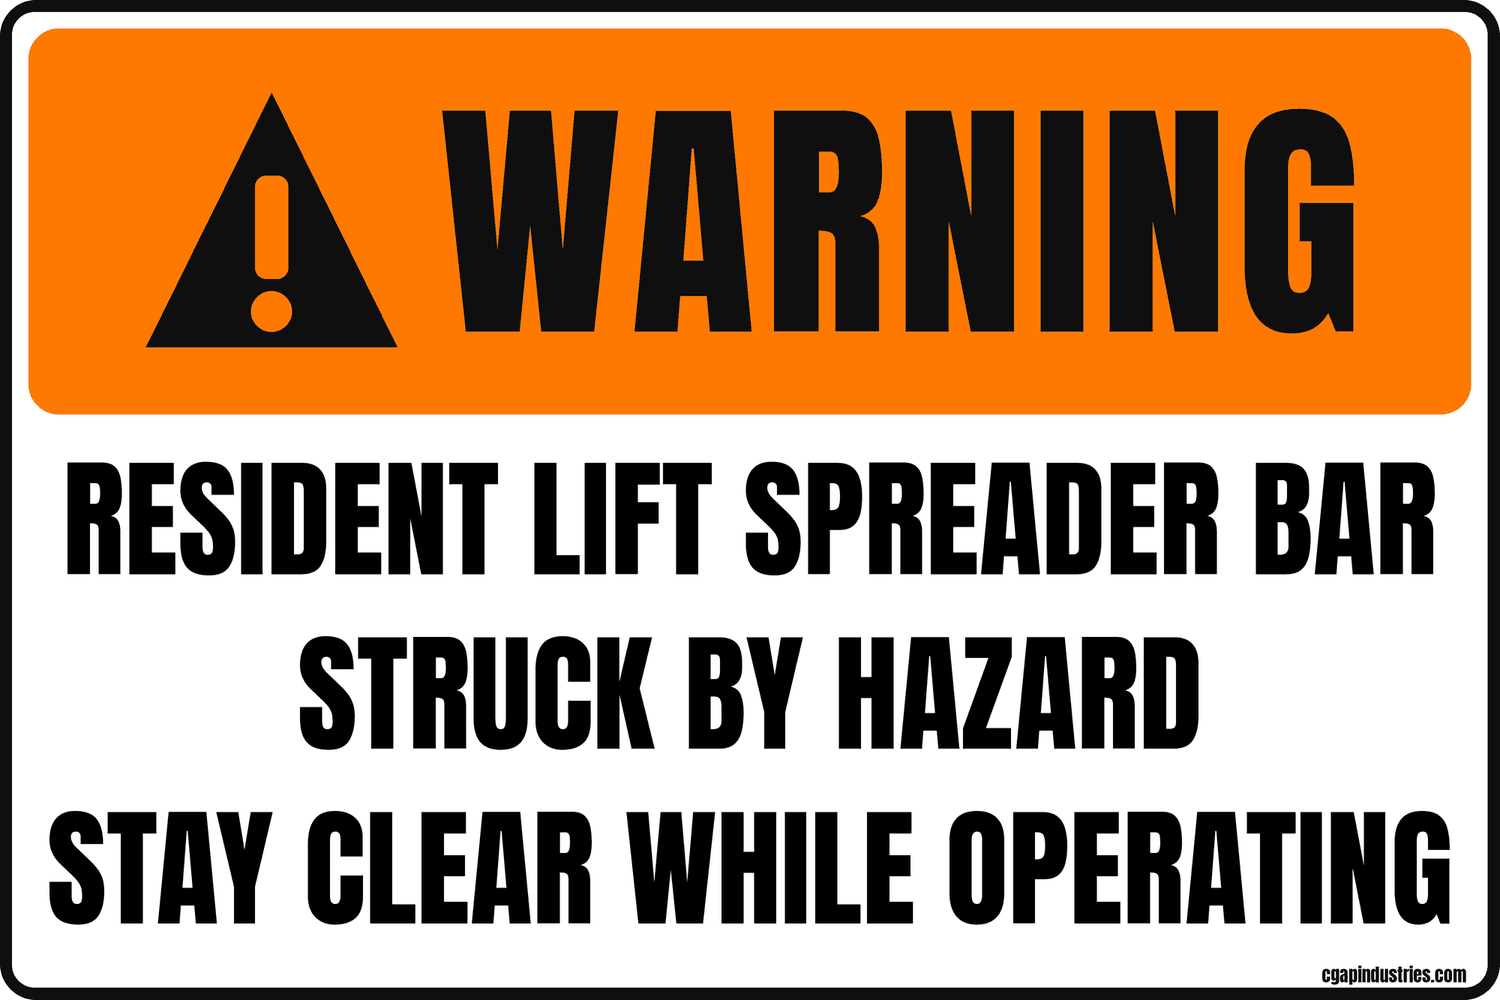 WARNING
RESIDENT LIFT SPREADER BAR
STRUCK BY HAZARD
STAY CLEAR WHILE OPERATING
cgapindustries.com